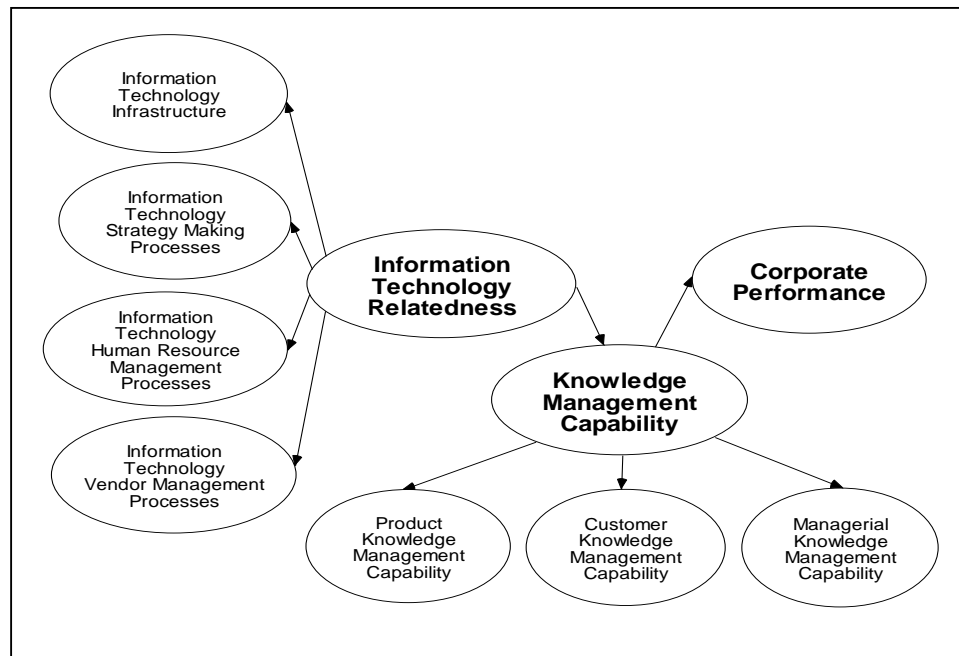 Information
Technology
Infrastructure
Information
Technology
Strategy Making
Processes
Information
Technology
Human Resource
Management
Processes
Information
Technology
Vendor Management
Processes
Information
Technology
Relatedness
Corporate
Performance
Knowledge
Management
Capability
Product
Knowledge
Management
Capability
Customer
Knowledge
Management
Capability
Managerial
Knowledge
Management
Capability